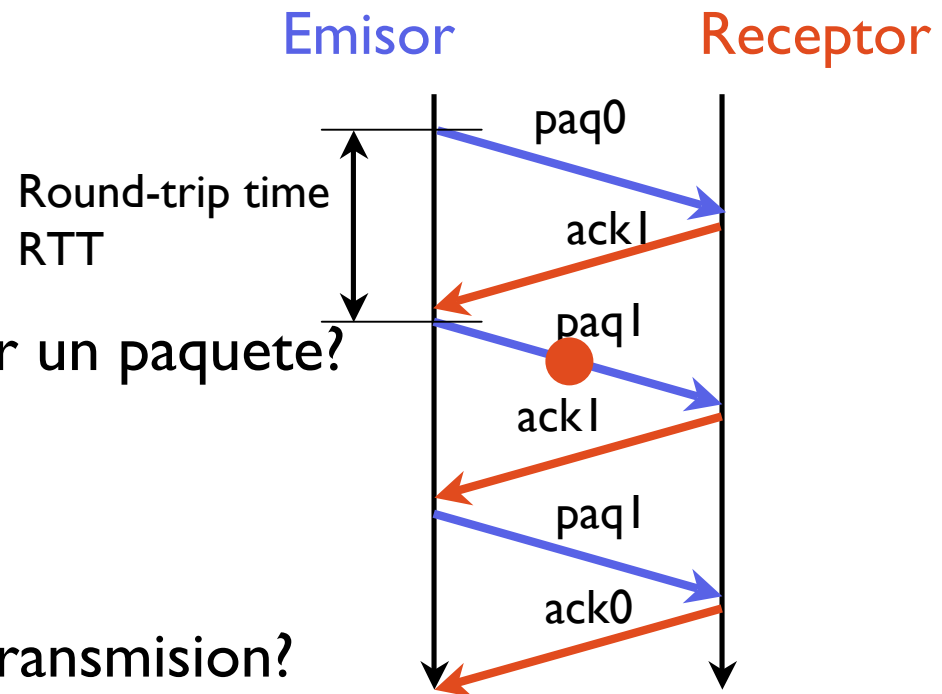 Emisor
Receptor
paq0
Round-trip time
RTT
ack1
paq1
r un paquete?
ack1
paq1
ack0
ransmision?